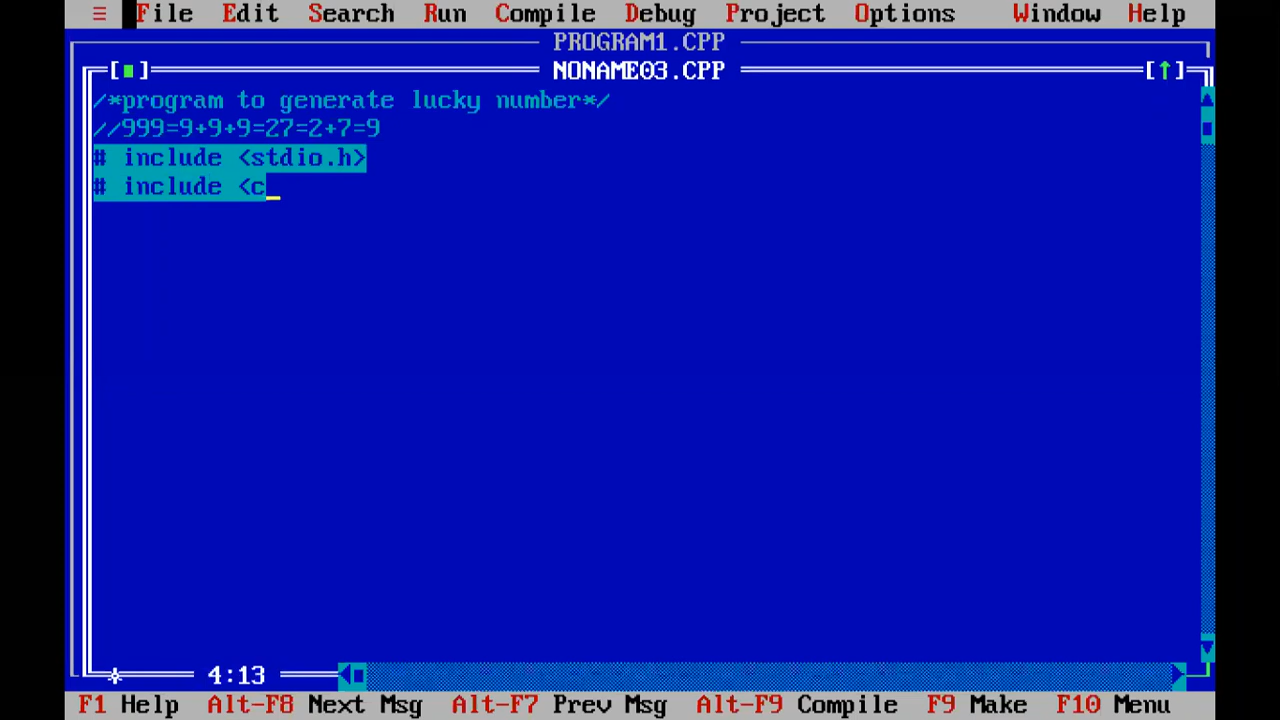 ≡ File Edit Search Run Compile Debug Project Options Window Help
PROGRAM1.CPP
[■] NONAME03.CPP [↑]
/*program to generate lucky number*/
//999=9+9+9=27=2+7=9
# include <stdio.h>
# include <c_
4:13
F1 Help Alt-F8 Next Msg Alt-F7 Prev Msg Alt-F9 Compile F9 Make F10 Menu